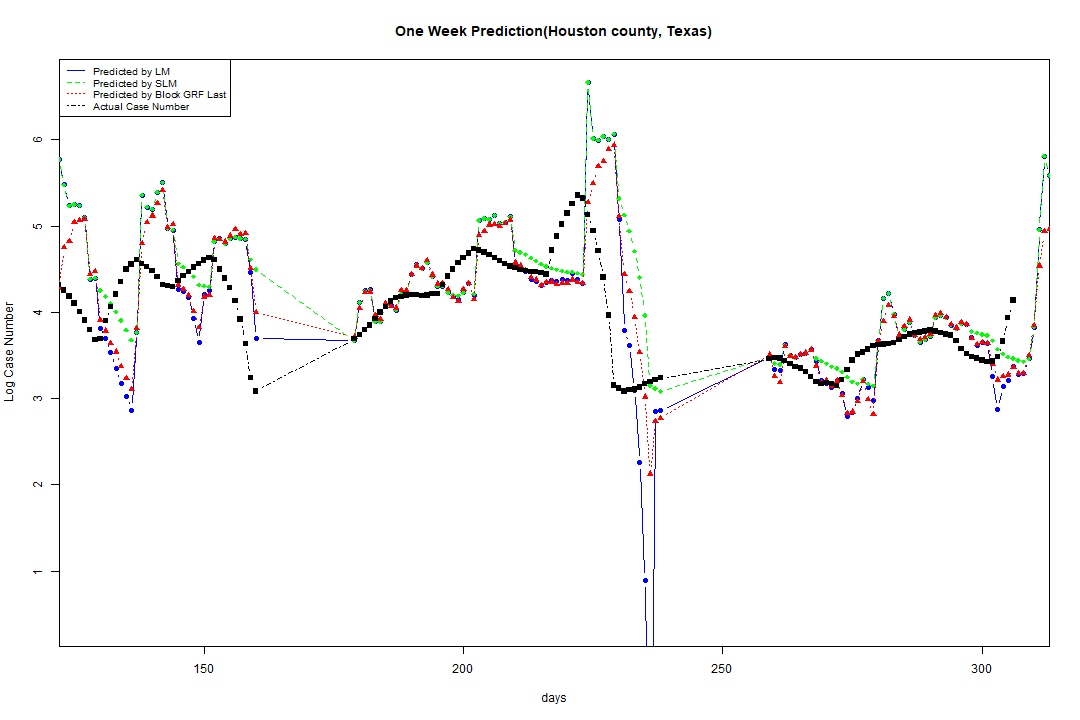 One Week Prediction(Houston county, Texas)
Predicted by LM
Predicted by SLM
Predicted by Block GRF Last
Actual Case Number
Log Case Number
6
5
4
3
2
1
150 200 250 300
days